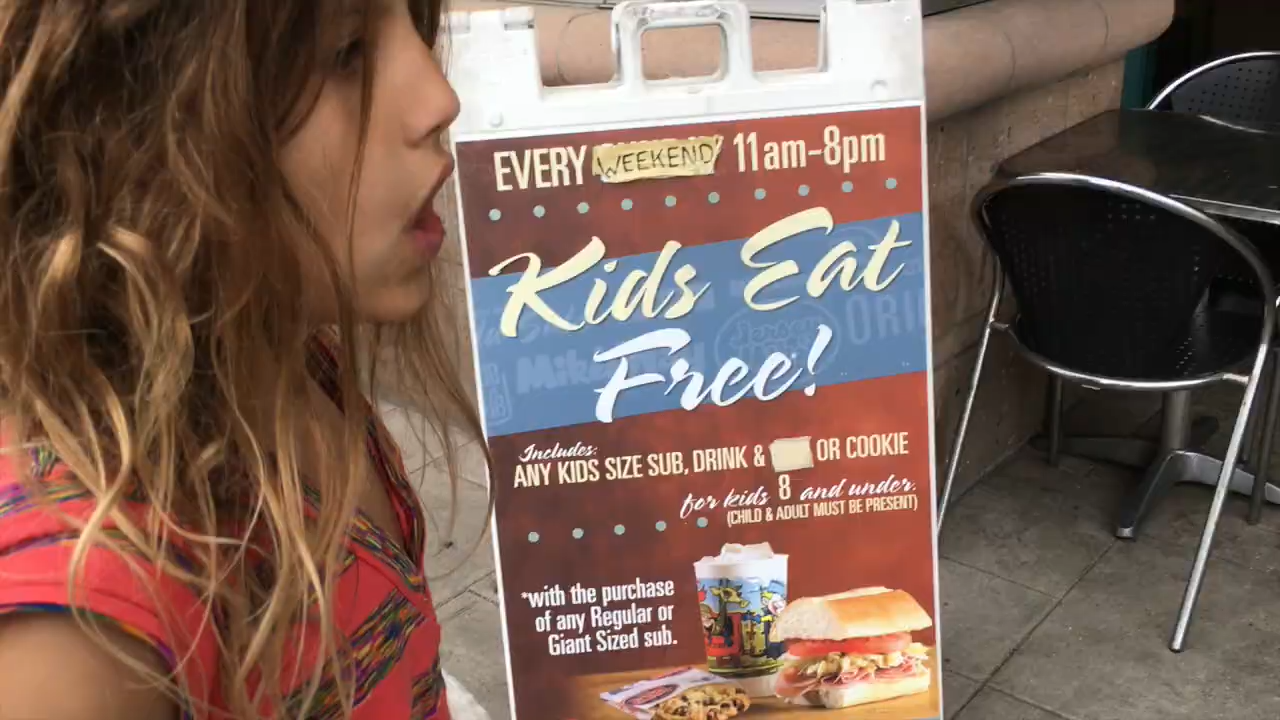 EVERY WEEKEND 11am-8pm
Kids Eat
Free!
Includes:
ANY KIDS SIZE SUB, DRINK & OR COOKIE
for kids 8 and under.
(CHILD & ADULT MUST BE PRESENT)
*with the purchase
of any Regular or
Giant Sized sub.